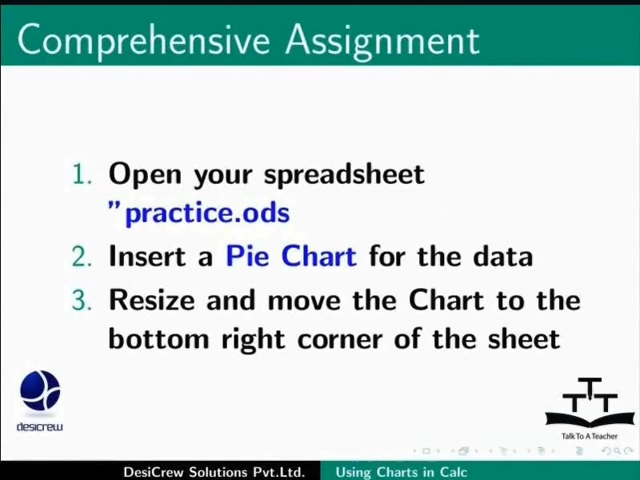 Comprehensive Assignment
1. Open your spreadsheet
"practice.ods
2. Insert a Pie Chart for the data
3. Resize and move the Chart to the
bottom right corner of the sheet
desicrew
TTT
Talk To A Teacher
DesiCrew Solutions Pvt.Ltd. Using Charts in Calc